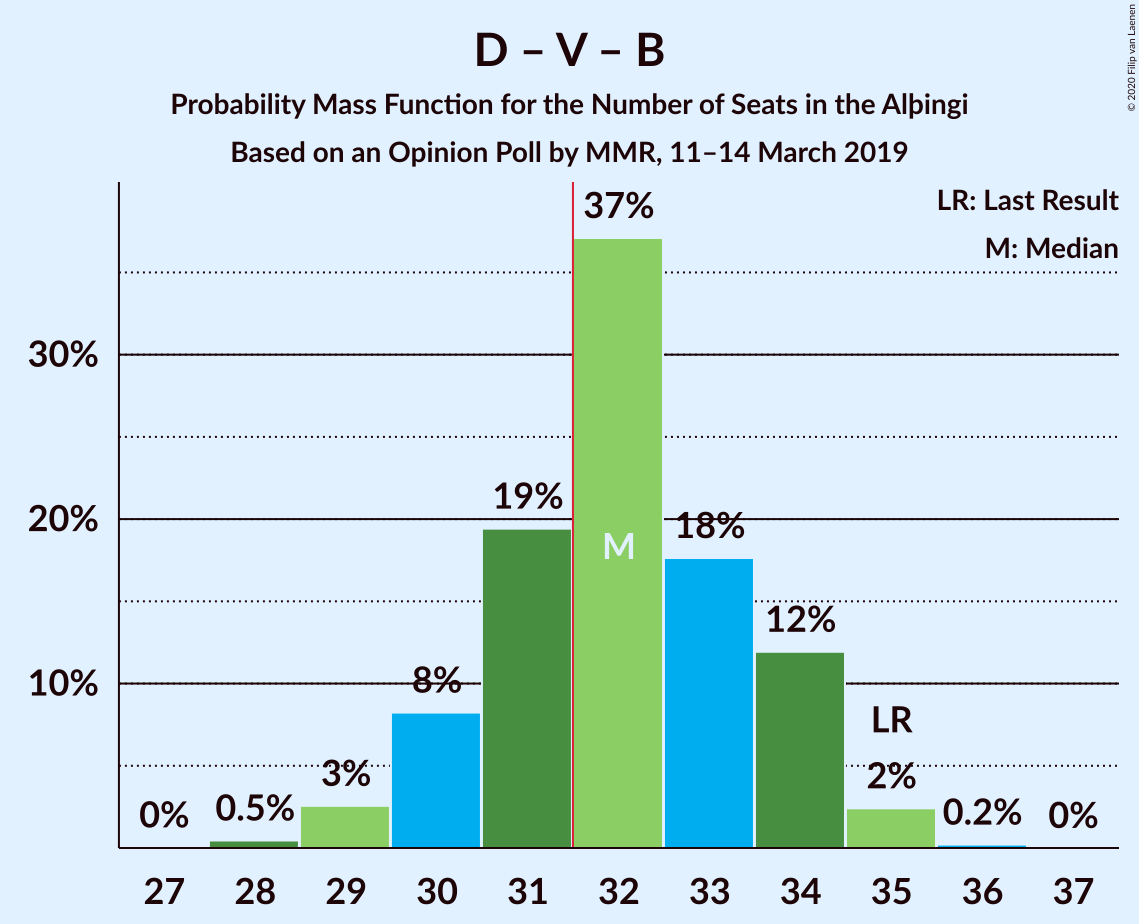 D – V – B
Probability Mass Function for the Number of Seats in the Alþingi
Based on an Opinion Poll by MMR, 11–14 March 2019
© 2020 Filip van Laenen
LR: Last Result
M: Median
37%
30%
19%
20%
18%
M
12%
8%
10%
LR
3%
2%
0%
0.5%
0.2%
0%
27 28 29 30 31 32 33 34 35 36 37